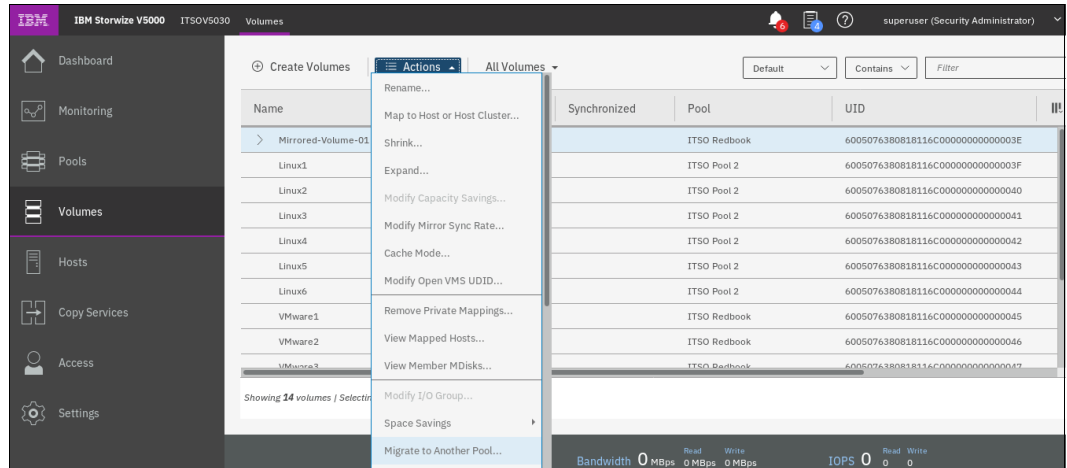 IBM IBM Storwize V5000 ITSOV5030 Volumes 6 4 superuser (Security Administrator)
Dashboard
Monitoring
Pools
Volumes
Hosts
Copy Services
Access
Settings
Create Volumes Actions All Volumes Default Contains Filter
Name Synchronized Pool UID
Mirrored-Volume-01 ITSO Redbook 6005076380818116C00000000000003E
Linux1 ITSO Pool 2 6005076380818116C00000000000003F
Linux2 ITSO Pool 2 6005076380818116C000000000000040
Linux3 ITSO Pool 2 6005076380818116C000000000000041
Linux4 ITSO Pool 2 6005076380818116C000000000000042
Linux5 ITSO Pool 2 6005076380818116C000000000000043
Linux6 ITSO Pool 2 6005076380818116C000000000000044
VMware1 ITSO Redbook 6005076380818116C000000000000045
VMware2 ITSO Redbook 6005076380818116C000000000000046
VMware3 ITSO Redbook 6005076380818116C000000000000047
Showing 14 volumes | Selectin
Rename...
Map to Host or Host Cluster...
Shrink...
Expand...
Modify Capacity Savings...
Modify Mirror Sync Rate...
Cache Mode...
Modify Open VMS UDID...
Remove Private Mappings...
View Mapped Hosts...
View Member MDisks...
Modify I/O Group...
Space Savings
Migrate to Another Pool...
Read Write Read Write
Bandwidth 0 MBps 0 MBps 0 MBps IOPS 0 0 0